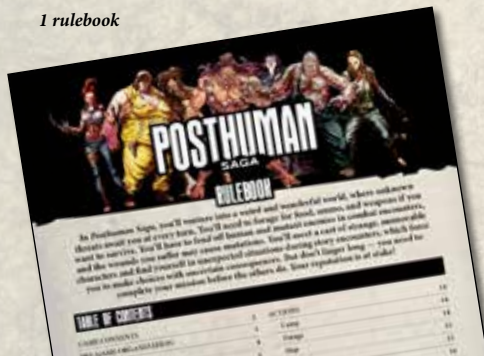 1 rulebook
POSTHUMAN
SAGA
RULEBOOK
In Posthuman Saga, you'll venture into a weird and wonderful world, where unknown
threats await you at every turn. You'll need to forage for food, ammo, and weapons if you
want to survive. You'll have to fend off human and mutant enemies in combat encounters,
and the wounds you suffer may cause mutations. You'll meet a cast of strange, memorable
characters and find yourself in unexpected situations during story encounters, which force
you to make choices with uncertain consequences. But don't linger long — you need to
complete your mission before the others do. Your reputation is at stake!
TABLE OF CONTENTS
GAME CONTENTS
ACTIONS
Camp
Forage